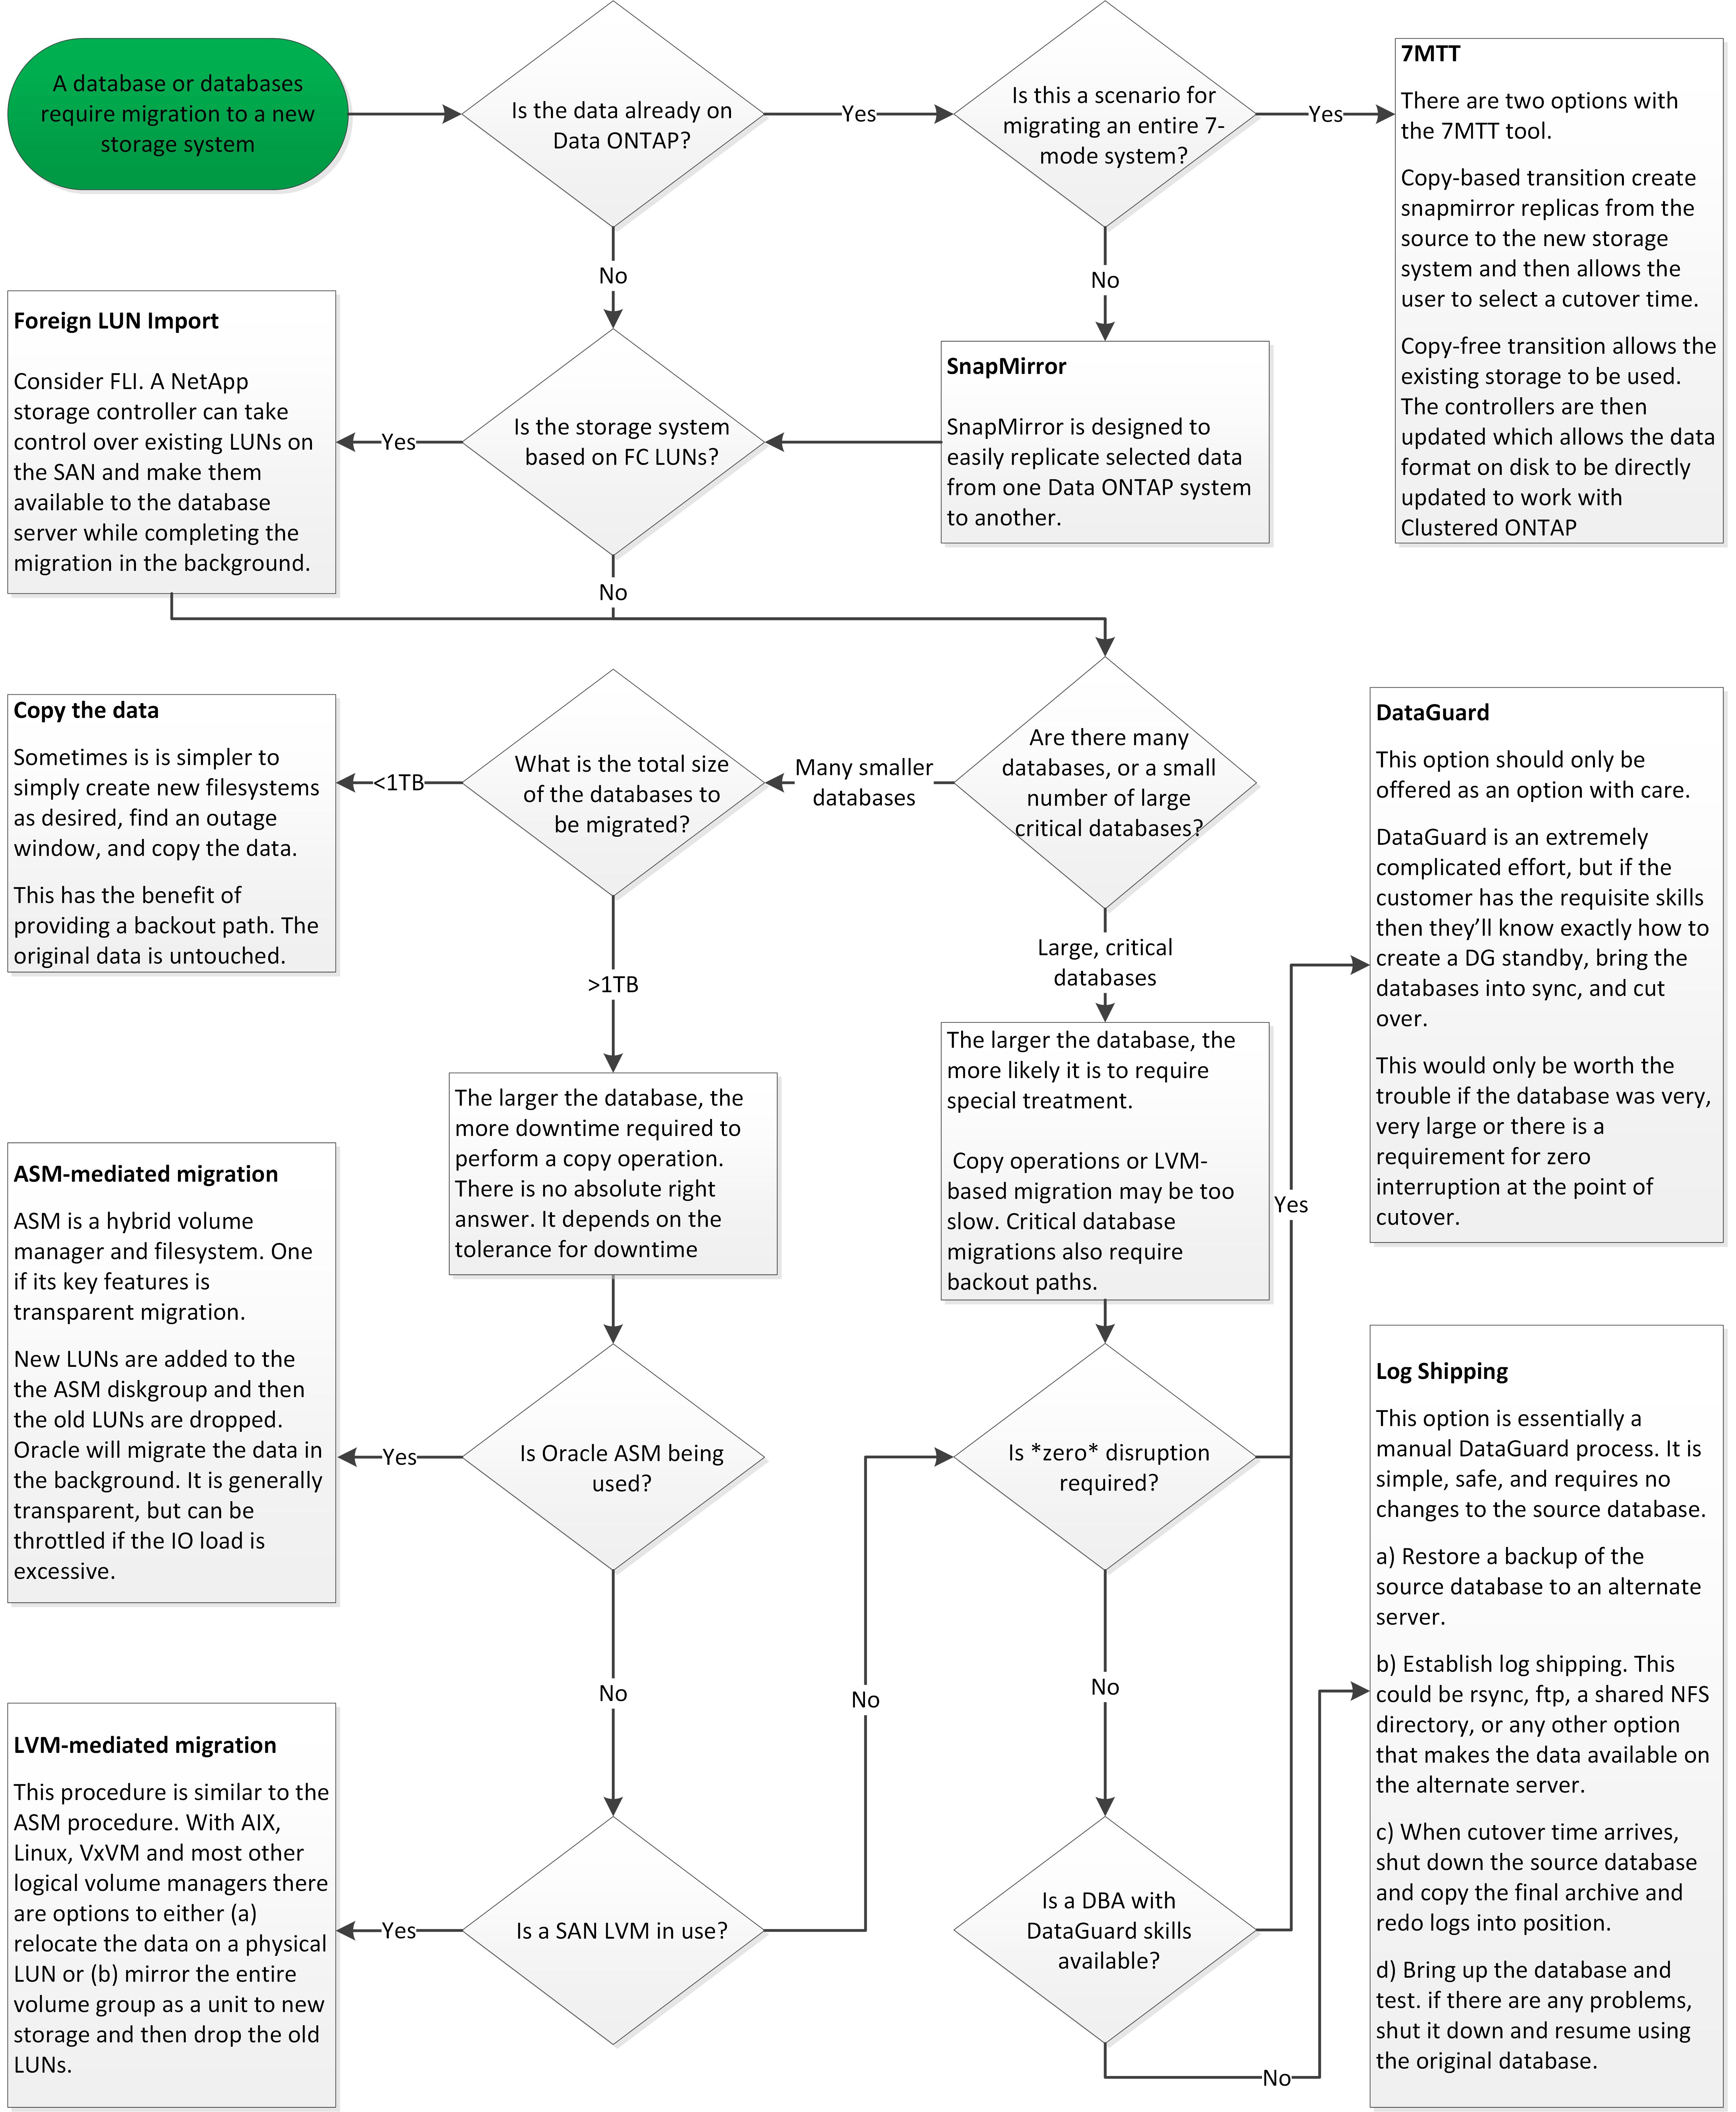 A database or databases
require migration to a new
storage system
Is the data already on
Data ONTAP?
Yes
Is this a scenario for
migrating an entire 7-
mode system?
Yes
7MTT
There are two options with
the 7MTT tool.
Copy-based transition create
snapmirror replicas from the
source to the new storage
system and then allows the
user to select a cutover time.
Copy-free transition allows the
existing storage to be used.
The controllers are then
updated which allows the data
format on disk to be directly
updated to work with
Clustered ONTAP
No
No
Foreign LUN Import
Consider FLI. A NetApp
storage controller can take
control over existing LUNs on
the SAN and make them
available to the database
server while completing the
migration in the background.
Yes
Is the storage system
based on FC LUNs?
SnapMirror
SnapMirror is designed to
easily replicate selected data
from one Data ONTAP system
to another.
No
Copy the data
Sometimes is is simpler to
simply create new filesystems
as desired, find an outage
window, and copy the data.
This has the benefit of
providing a backout path. The
original data is untouched.
<1TB
What is the total size
of the databases to
be migrated?
Many smaller
databases
Are there many
databases, or a small
number of large
critical databases?
DataGuard
This option should only be
offered as an option with care.
DataGuard is an extremely
complicated effort, but if the
customer has the requisite skills
then they’ll know exactly how to
create a DG standby, bring the
databases into sync, and cut
over.
This would only be worth the
trouble if the database was very,
very large or there is a
requirement for zero
interruption at the point of
cutover.
>1TB
Large, critical
databases
The larger the database, the
more downtime required to
perform a copy operation.
There is no absolute right
answer. It depends on the
tolerance for downtime
The larger the database, the
more likely it is to require
special treatment.
Copy operations or LVM-
based migration may be too
slow. Critical database
migrations also require
backout paths.
Yes
ASM-mediated migration
ASM is a hybrid volume
manager and filesystem. One
if its key features is
transparent migration.
New LUNs are added to the
the ASM diskgroup and then
the old LUNs are dropped.
Oracle will migrate the data in
the background. It is generally
transparent, but can be
throttled if the IO load is
excessive.
Yes
Is Oracle ASM being
used?
Is *zero* disruption
required?
Log Shipping
This option is essentially a
manual DataGuard process. It is
simple, safe, and requires no
changes to the source database.
a) Restore a backup of the
source database to an alternate
server.
b) Establish log shipping. This
could be rsync, ftp, a shared NFS
directory, or any other option
that makes the data available on
the alternate server.
c) When cutover time arrives,
shut down the source database
and copy the final archive and
redo logs into position.
d) Bring up the database and
test. if there are any problems,
shut it down and resume using
the original database.
No
No
No
LVM-mediated migration
This procedure is similar to the
ASM procedure. With AIX,
Linux, VxVM and most other
logical volume managers there
are options to either (a)
relocate the data on a physical
LUN or (b) mirror the entire
volume group as a unit to new
storage and then drop the old
LUNs.
Yes
Is a SAN LVM in use?
Is a DBA with
DataGuard skills
available?
No